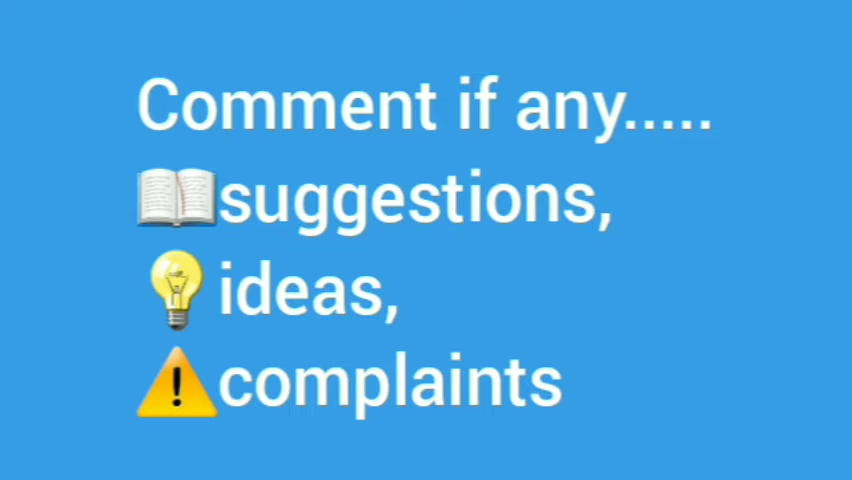 Comment if any.....
📖suggestions,
💡ideas,
⚠️complaints